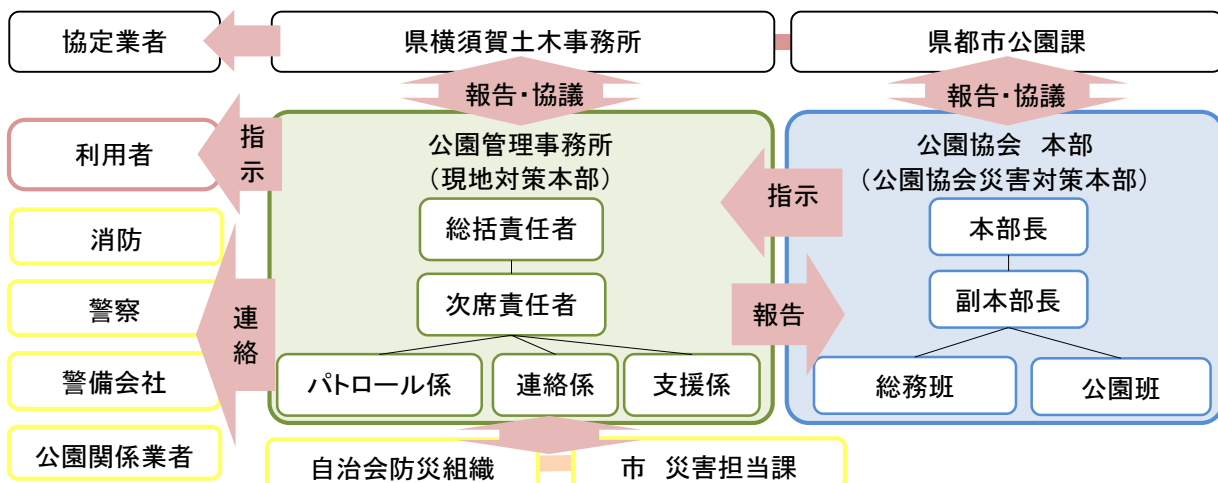 協定業者
県横須賀土木事務所
県都市公園課
報告・協議
報告・協議
利用者
指示
公園管理事務所
（現地対策本部）
公園協会　本部
（公園協会災害対策本部）
指示
総括責任者
本部長
消防
次席責任者
副本部長
警察
連絡
報告
パトロール係
連絡係
支援係
総務班
公園班
警備会社
公園関係業者
自治会防災組織
市　災害担当課